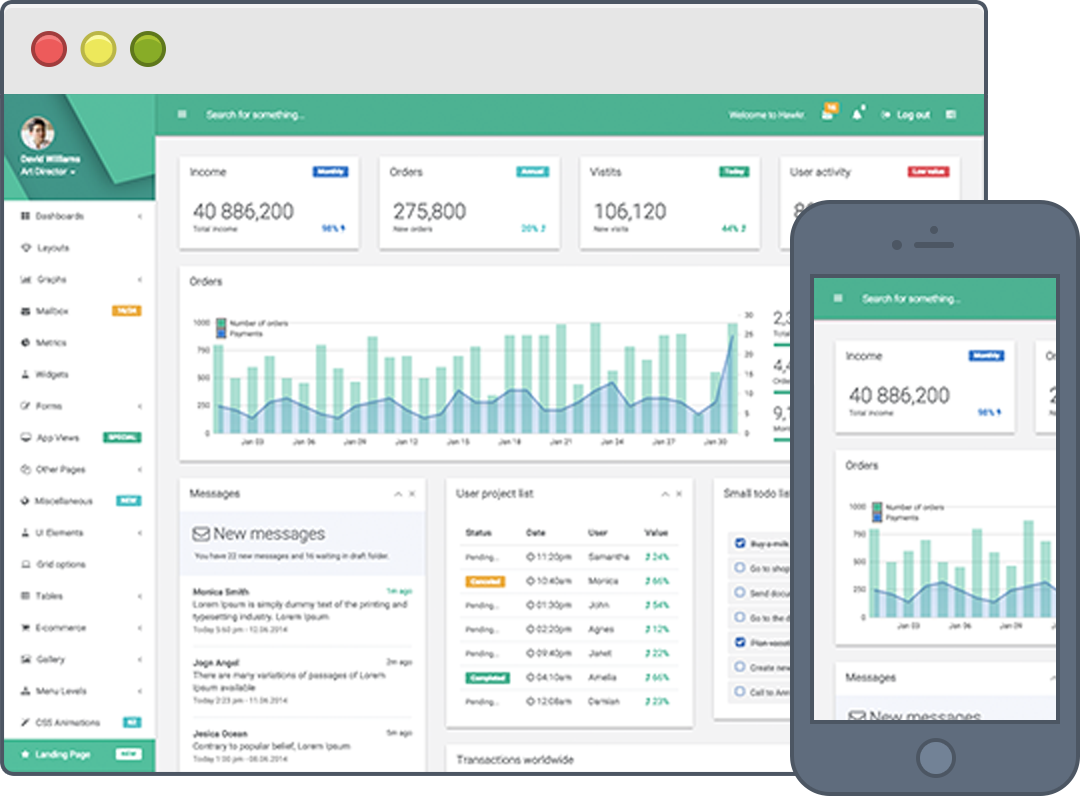 Search for something...
Welcome to Hawkr.
Log out
David Williams
Art Director
Dashboards
Layouts
Graphs
Mailbox 16/24
Metrics
Widgets
Forms
App Views SPECIAL
Other Pages
Miscellaneous NEW
UI Elements
Grid options
Tables
E-commerce
Gallery
Menu Levels
CSS Animations
Landing Page NEW
Income Monthly
40 886,200
Total income 98%
Orders Annual
275,800
New orders 20%
Vistits Today
106,120
New visits 44%
User activity Low value
Orders
Number of orders
Payments
1000
750
500
250
0
30
25
20
15
10
5
0
Jan 03 Jan 06 Jan 09 Jan 12 Jan 15 Jan 18 Jan 21 Jan 24 Jan 27 Jan 30
Messages
New messages
You have 22 new messages and 16 waiting in draft folder.
Monica Smith 1m ago
Lorem Ipsum is simply dummy text of the printing and
typesetting industry. Lorem Ipsum
Today 5:60 pm - 12.06.2014
Jogn Angel 2m ago
There are many variations of passages of Lorem
Ipsum available
Today 2:23 pm - 11.06.2014
Jesica Ocean 5m ago
Contrary to popular belief, Lorem Ipsum
Today 1:00 pm - 08.06.2014
User project list
Status Date User Value
Pending... 11:20pm Samantha 24%
Canceled 10:40am Monica 66%
Pending... 01:30pm John 54%
Pending... 02:20pm Agnes 12%
Pending... 09:40pm Janet 22%
Completed 04:10am Amelia 66%
Pending... 12:08am Damian 23%
Transactions worldwide
Small todo lis
Buy a milk
Go to shop
Send docu
Go to the d
Plan vacati
Create new
Call to Ann
Search for something...
Income Monthly
40 886,200
Total income 98%
Orders
Number of orders
Payments
1000
750
500
250
0
Jan 03 Jan 06 Jan 09
Messages
New messages